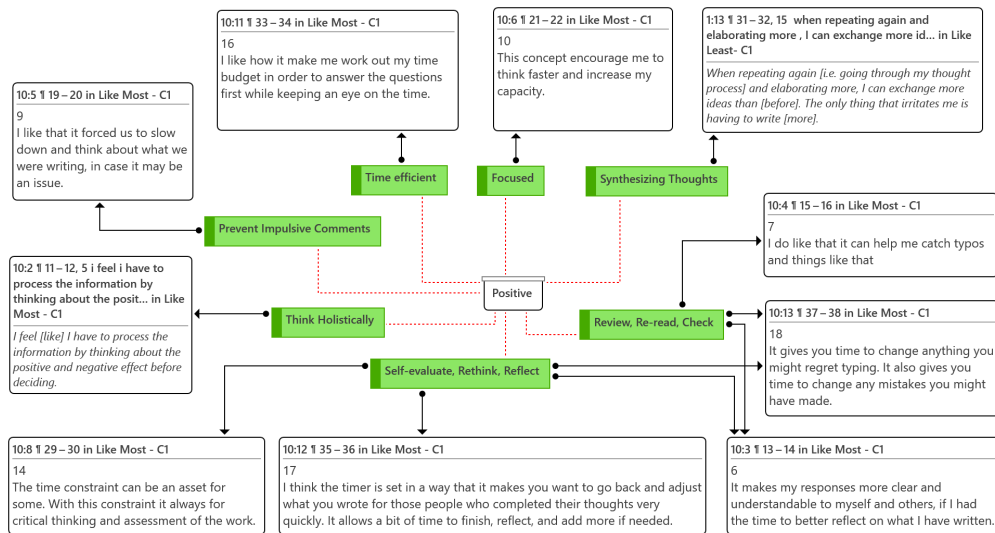 10:11 ¶ 33 – 34 in Like Most - C1
16
I like how it make me work out my time
budget in order to answer the questions
first while keeping an eye on the time.
10:6 ¶ 21 – 22 in Like Most - C1
10
This concept encourage me to
think faster and increase my
capacity.
1:13 ¶ 31 – 32, 15 when repeating again and
elaborating more , I can exchange more id... in Like
Least- C1
When repeating again [i.e. going through my thought
process] and elaborating more, I can exchange more
ideas than [before]. The only thing that irritates me is
having to write [more].
10:5 ¶ 19 – 20 in Like Most - C1
9
I like that it forced us to slow
down and think about what we
were writing, in case it may be
an issue.
Time efficient
Focused
Synthesizing Thoughts
Prevent Impulsive Comments
10:4 ¶ 15 – 16 in Like Most - C1
7
I do like that it can help me catch typos
and things like that
10:2 ¶ 11 – 12, 5 i feel i have to
process the information by
thinking about the posit... in Like
Most - C1
I feel [like] I have to process the
information by thinking about the
positive and negative effect before
deciding.
Positive
Think Holistically
Review, Re-read, Check
10:13 ¶ 37 – 38 in Like Most - C1
18
It gives you time to change anything you
might regret typing. It also gives you
time to change any mistakes you might
have made.
Self-evaluate, Rethink, Reflect
10:8 ¶ 29 – 30 in Like Most - C1
14
The time constraint can be an asset for
some. With this constraint it always for
critical thinking and assessment of the work.
10:12 ¶ 35 – 36 in Like Most - C1
17
I think the timer is set in a way that it makes you want to go back and adjust
what you wrote for those people who completed their thoughts very
quickly. It allows a bit of time to finish, reflect, and add more if needed.
10:3 ¶ 13 – 14 in Like Most - C1
6
It makes my responses more clear and
understandable to myself and others, if I had
the time to better reflect on what I have written.